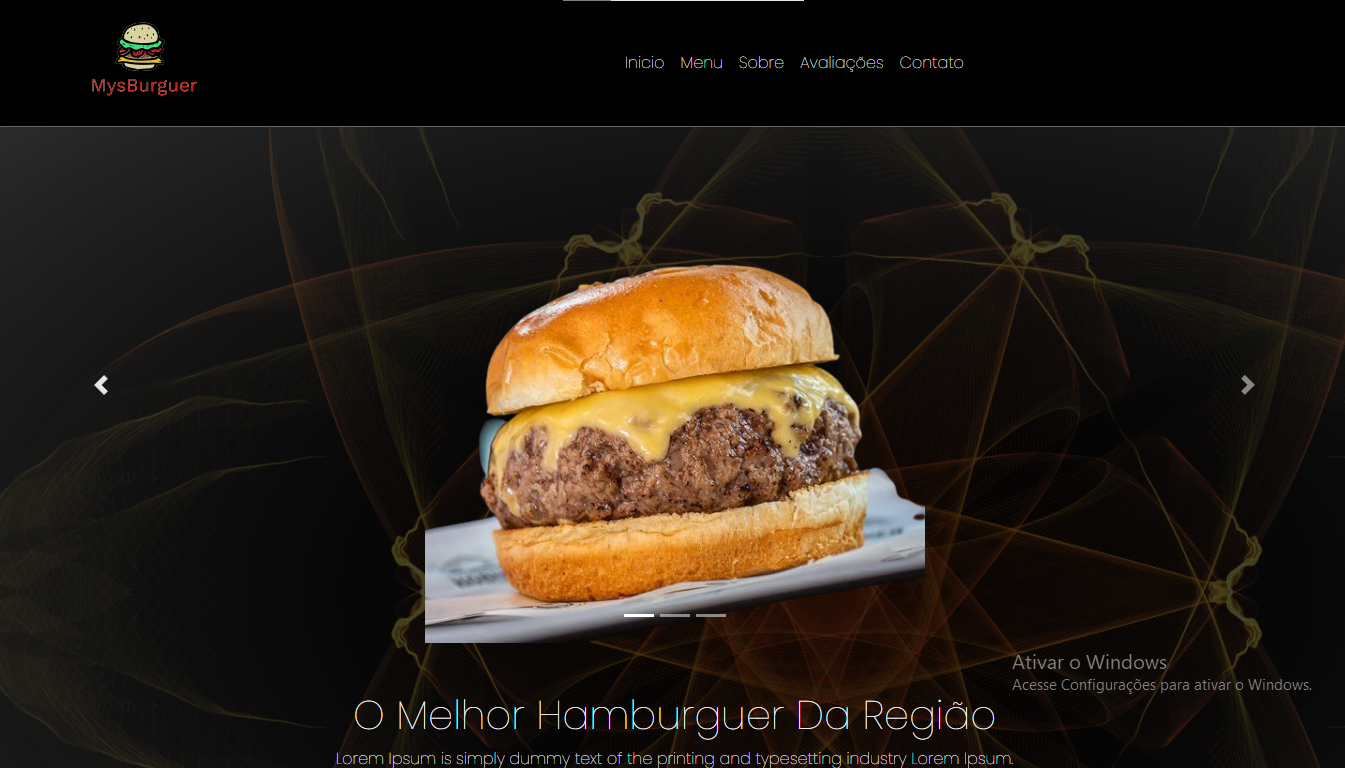 MysBurguer
Inicio Menu Sobre Avaliações Contato
Ativar o Windows
Acesse Configurações para ativar o Windows.
O Melhor Hamburguer Da Região
Lorem Ipsum is simply dummy text of the printing and typesetting industry Lorem Ipsum.